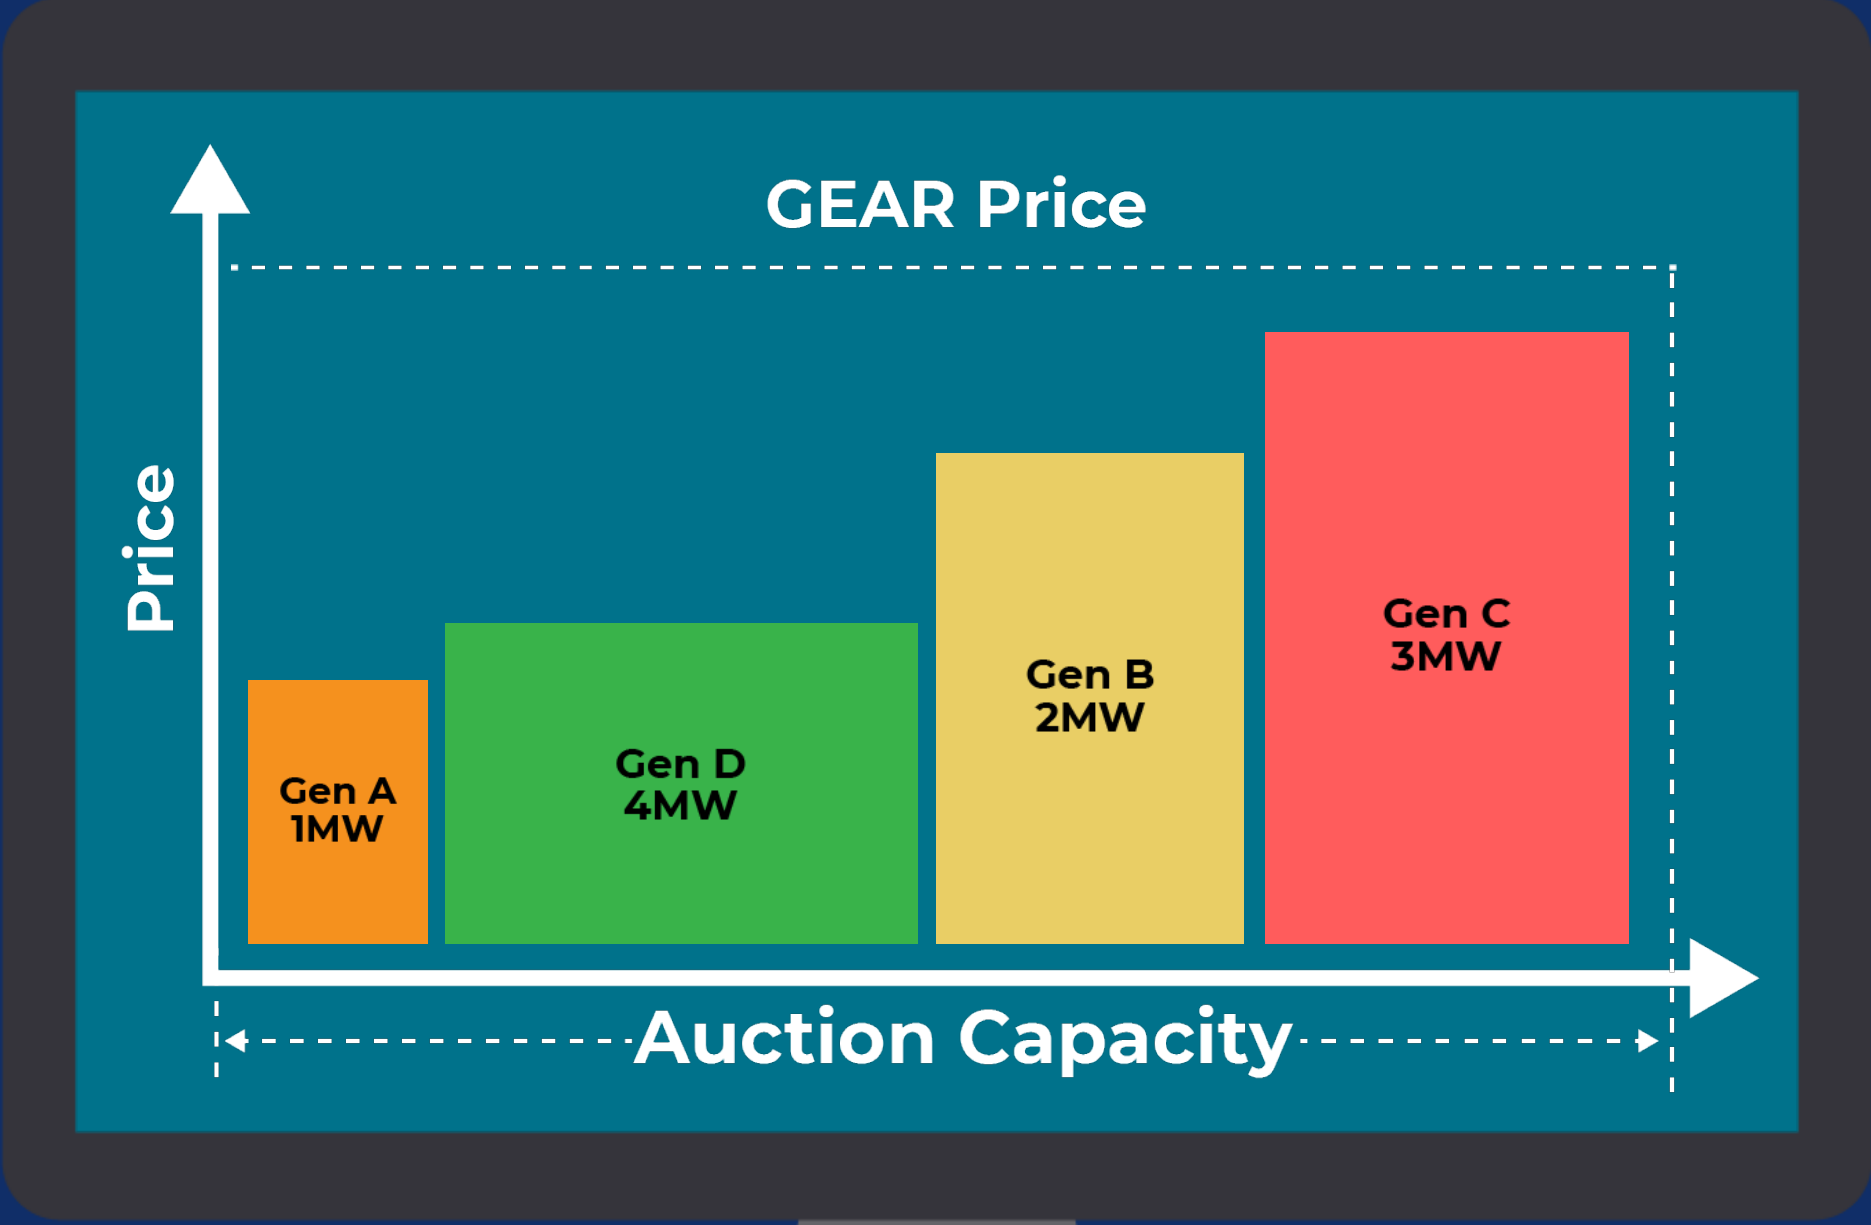 GEAR Price
Price
Gen A
1MW
Gen D
4MW
Gen B
2MW
Gen C
3MW
Auction Capacity